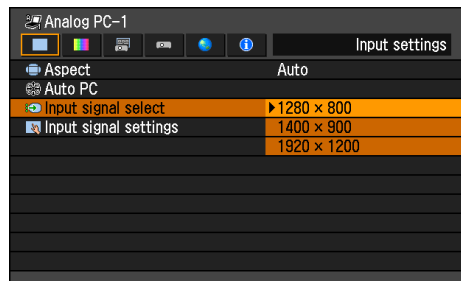 Analog PC-1
Input settings
Aspect Auto
Auto PC
Input signal select 1280 × 800
Input signal settings 1400 × 900
1920 × 1200